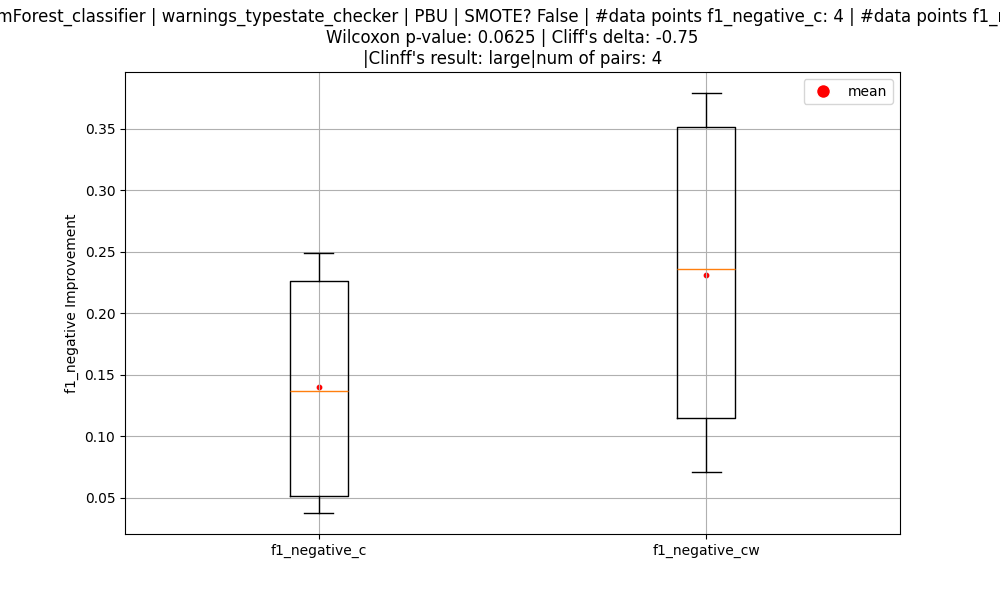 mForest_classifier | warnings_typestate_checker | PBU | SMOTE? False | #data points f1_negative_c: 4 | #data points f1_
Wilcoxon p-value: 0.0625 | Cliff's delta: -0.75
|Clinff's result: large|num of pairs: 4
mean
0.35
0.30
0.25
0.20
0.15
0.10
0.05
f1_negative Improvement
f1_negative_c
f1_negative_cw